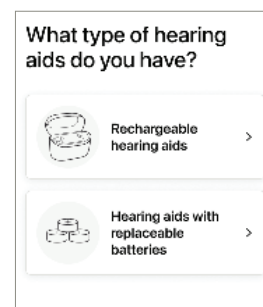 What type of hearing
aids do you have?
Rechargeable
hearing aids
Hearing aids with
replaceable
batteries